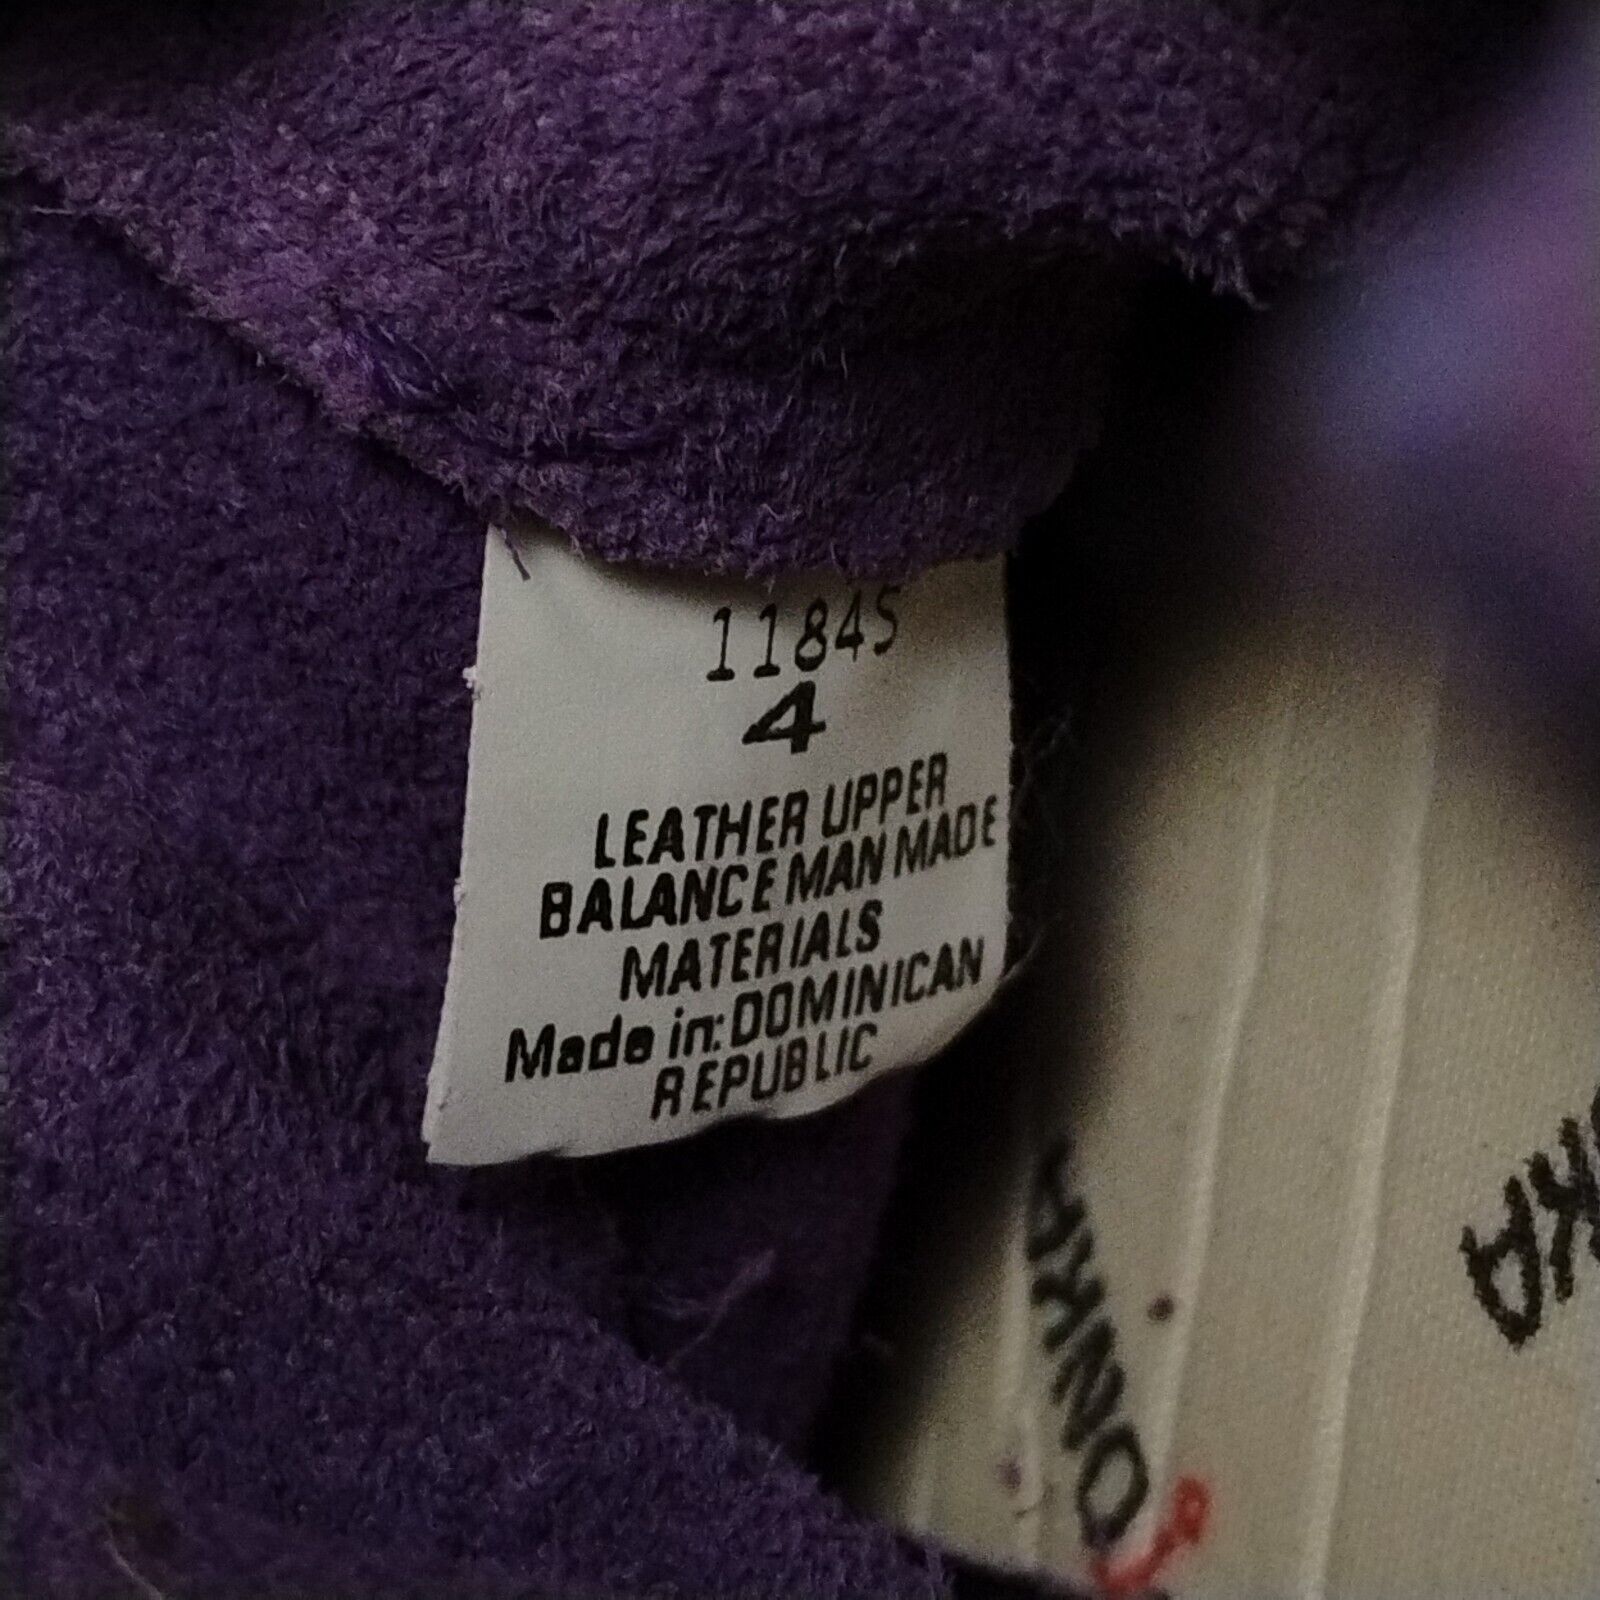 11845
4
LEATHER UPPER
BALANCE MAN MADE
MATERIALS
Made in: DOMINICAN
REPUBLIC